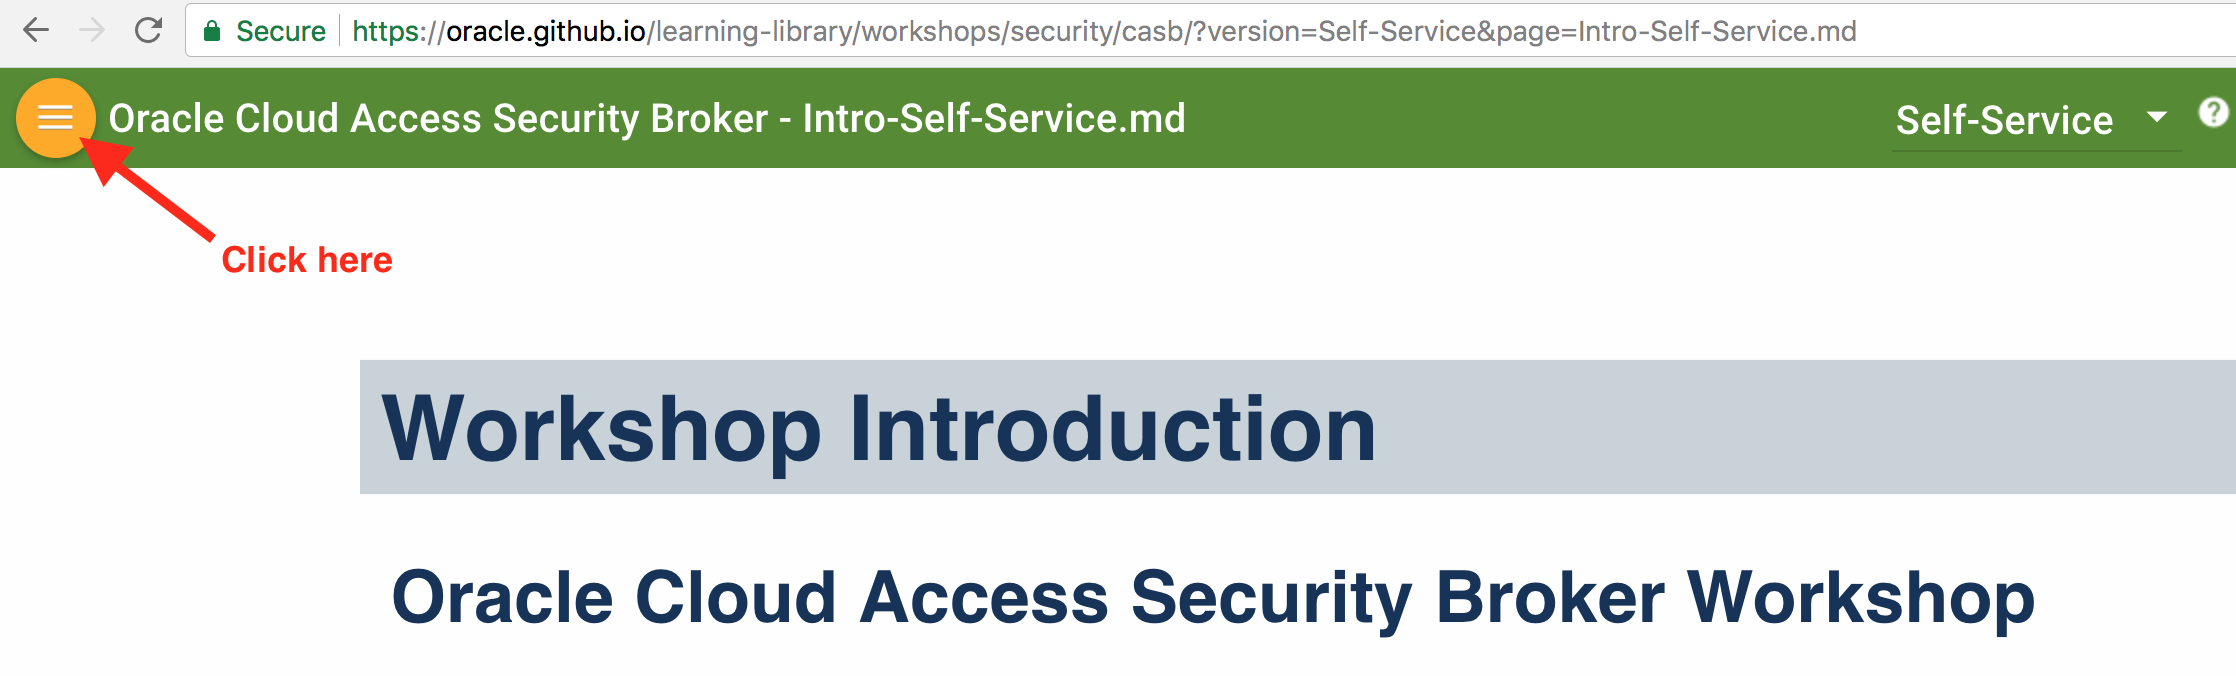 Secure https://oracle.github.io/learning-library/workshops/security/casb/?version=Self-Service&page=Intro-Self-Service.md
Oracle Cloud Access Security Broker - Intro-Self-Service.md Self-Service ?
Click here
Workshop Introduction
Oracle Cloud Access Security Broker Workshop